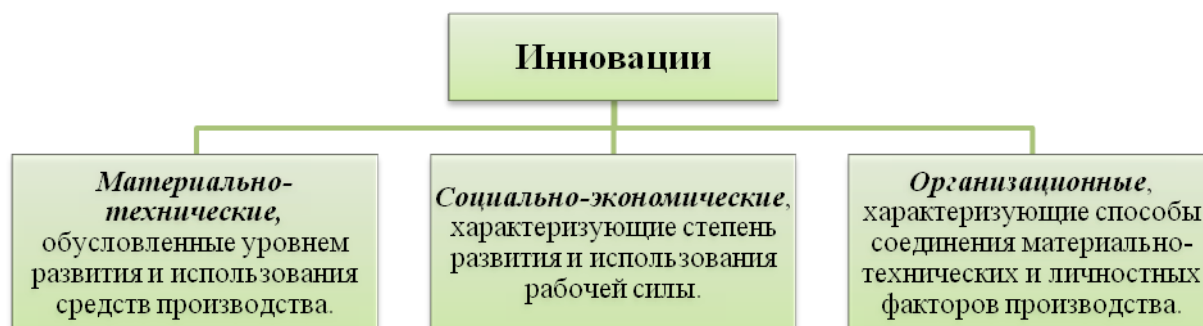 Инновации
Материально-
технические,
обусловленные уровнем
развития и использования
средств производства.
Социально-экономические,
характеризующие степень
развития и использования
рабочей силы.
Организационные,
характеризующие способы
соединения материально-
технических и личностных
факторов производства.